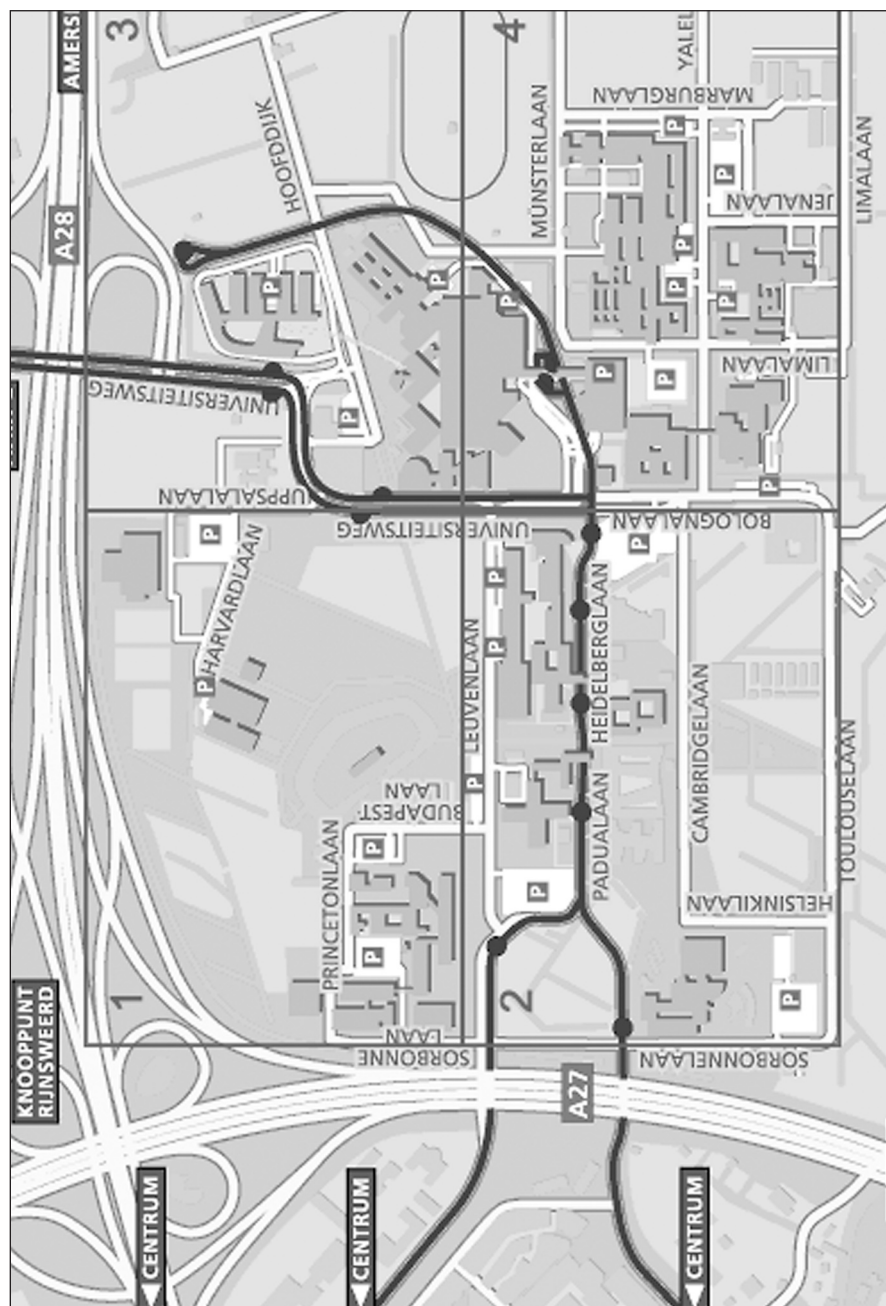 AMERS
3
4
YALEL
MARBURGLAAN
HOOFDDIJK
MÜNSTERLAAN
P
P
JENALAAN
LIMALAAN
A28
P
P
P
P
P
P
UNIVERSITEITSWEG
P
P
P
LIMALAAN
UPPSALALAAN
P
UNIVERSITEITSWEG
UNIVERSITEITSWEG
BOLOGNALAAN
P
P
HARVARDLAAN
P
P
P
LEUVENLAAN
HEIDELBERGLAAN
CAMBRIDGELAAN
TOULOUSELAAN
P
BUDAPEST-
LAAN
PRINCETONLAAN
P
P
PADUALAAN
HELSINKILAAN
P
1
2
P
KNOOPPUNT
RIJNSWEERD
SORBONNE
LAAN
SORBONNELAAN
A27
CENTRUM
CENTRUM
CENTRUM